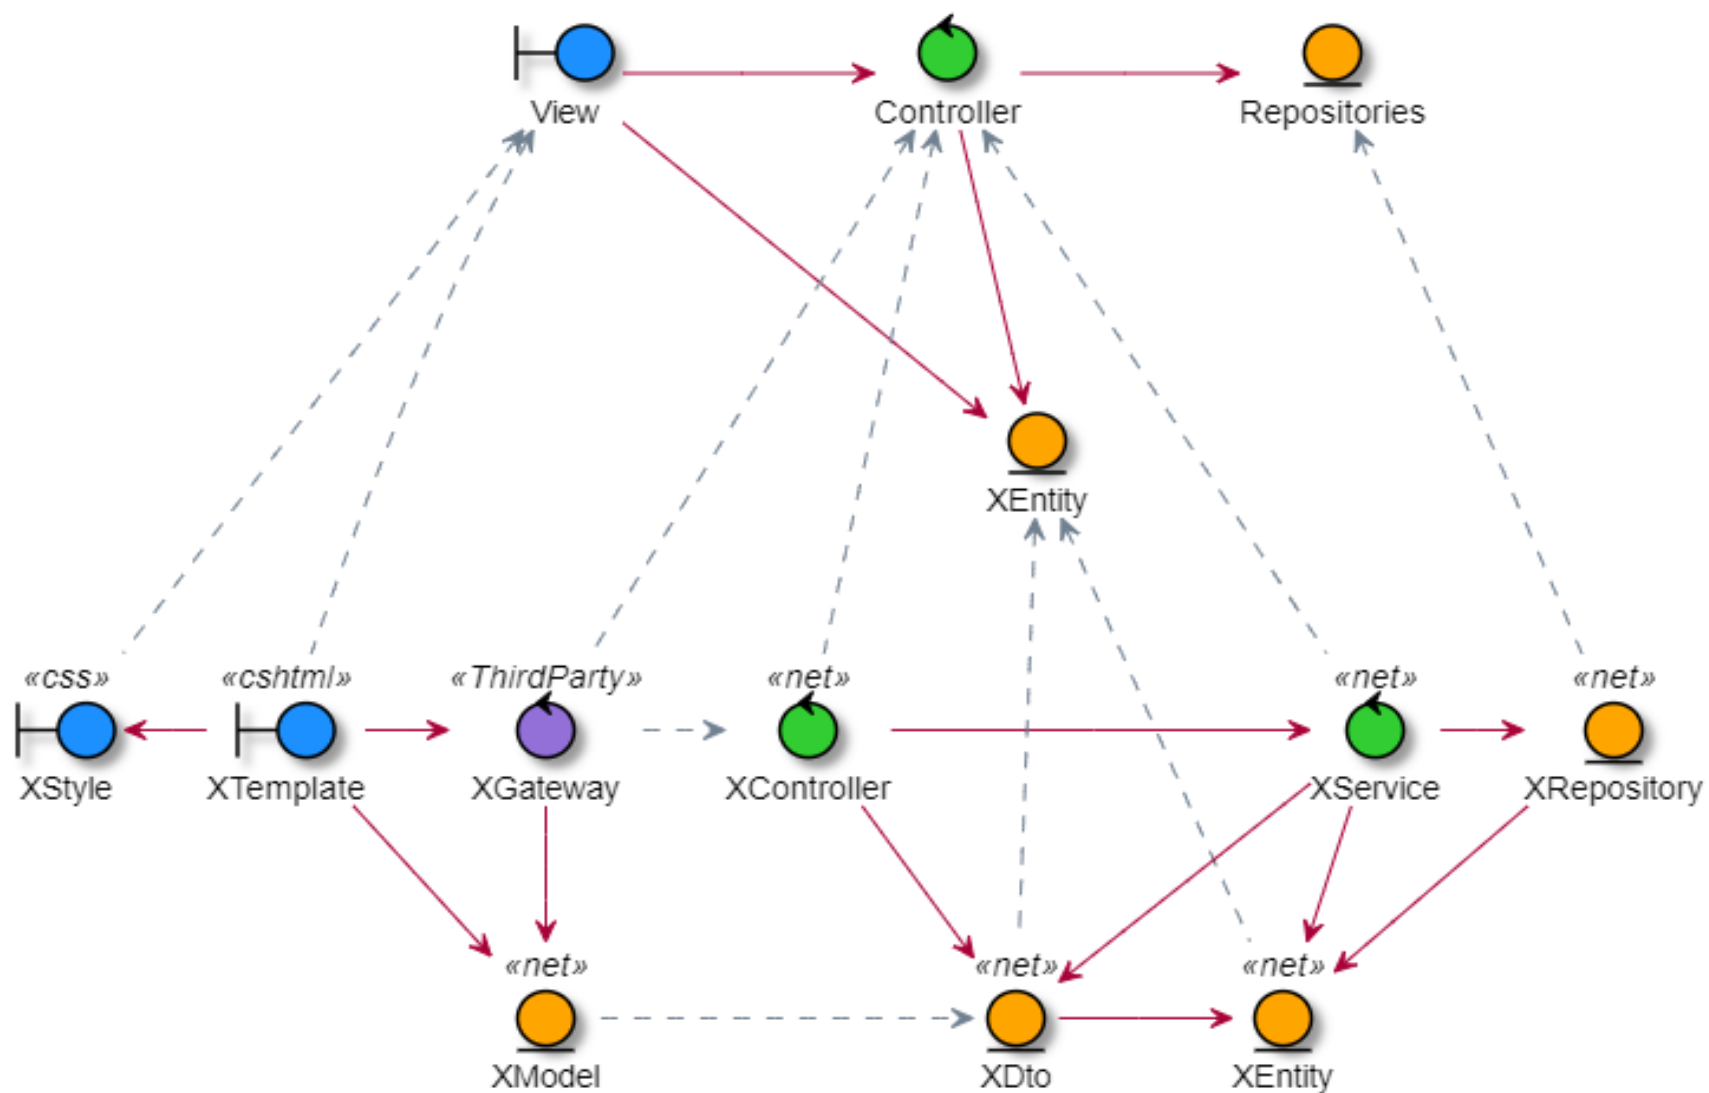 View
Controller
Repositories
XEntity
«css»
«cshtml»
«ThirdParty»
«net»
«net»
«net»
XStyle
XTemplate
XGateway
XController
XService
XRepository
«net»
«net»
«net»
XModel
XDto
XEntity